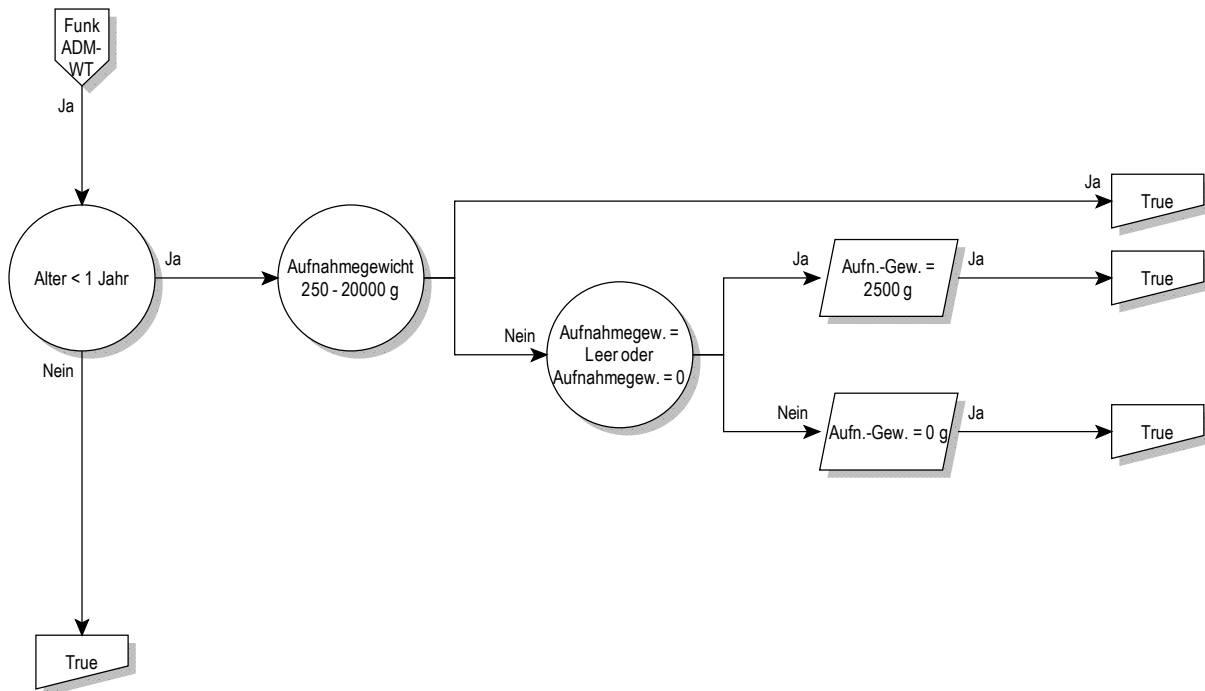 Funk
ADM-
WT
Ja
Ja
True
Alter < 1 Jahr
Ja
Aufnahmegewicht
250 - 20000 g
Ja
Aufn.-Gew. =
2500 g
Ja
True
Nein
Aufnahmegew. =
Leer oder
Aufnahmegew. = 0
Nein
Nein
Aufn.-Gew. = 0 g
Ja
True
True